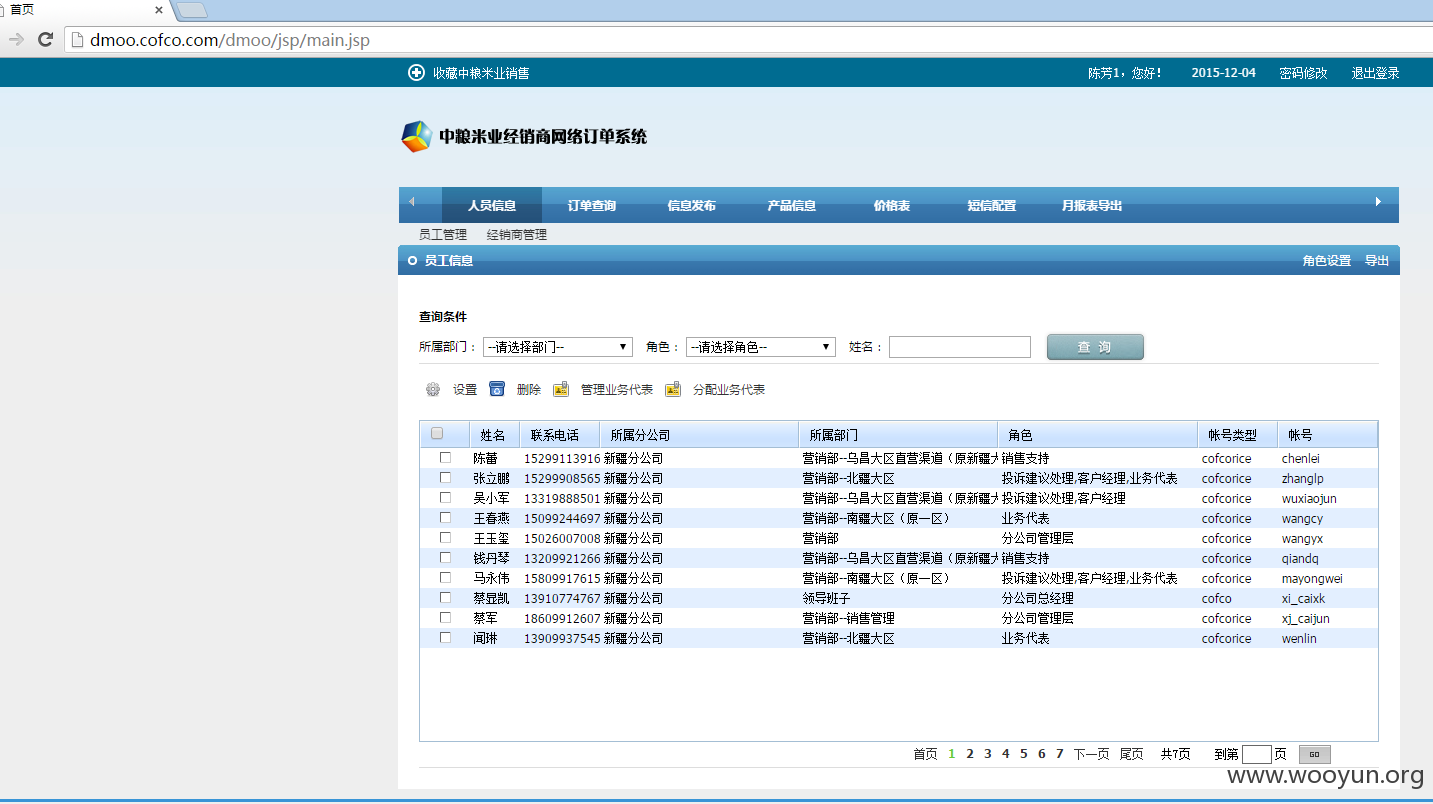 首页
dmoo.cofco.com/dmoo/jsp/main.jsp
收藏中粮米业销售 陈芳1，您好！ 2015-12-04 密码修改 退出登录
中粮米业经销商网络订单系统
人员信息 订单查询 信息发布 产品信息 价格表 短信配置 月报表导出
员工管理 经销商管理
员工信息 角色设置 导出
查询条件
所属部门： --请选择部门-- 角色： --请选择角色-- 姓名： 查 询
设置 删除 管理业务代表 分配业务代表
姓名 联系电话 所属分公司 所属部门 角色 帐号类型 帐号
陈蕾 15299113916 新疆分公司 营销部--乌昌大区直营渠道（原新疆大 销售支持 cofcorice chenlei
张立鹏 15299908565 新疆分公司 营销部--北疆大区 投诉建议处理,客户经理,业务代表 cofcorice zhanglp
吴小军 13319888501 新疆分公司 营销部--乌昌大区直营渠道（原新疆大 投诉建议处理,客户经理 cofcorice wuxiaojun
王春燕 15099244697 新疆分公司 营销部--南疆大区（原一区） 业务代表 cofcorice wangcy
王玉玺 15026007008 新疆分公司 营销部 分公司管理层 cofcorice wangyx
钱丹琴 13209921266 新疆分公司 营销部--乌昌大区直营渠道（原新疆大 销售支持 cofcorice qiandq
马永伟 15809917615 新疆分公司 营销部--南疆大区（原一区） 投诉建议处理,客户经理,业务代表 cofcorice mayongwei
蔡显凯 13910774767 新疆分公司 领导班子 分公司总经理 cofco xi_caixk
蔡军 18609912607 新疆分公司 营销部--销售管理 分公司管理层 cofcorice xj_caijun
闻琳 13909937545 新疆分公司 营销部--北疆大区 业务代表 cofcorice wenlin
首页 1 2 3 4 5 6 7 下一页 尾页 共7页 到第 页 GO
www.wooyun.org